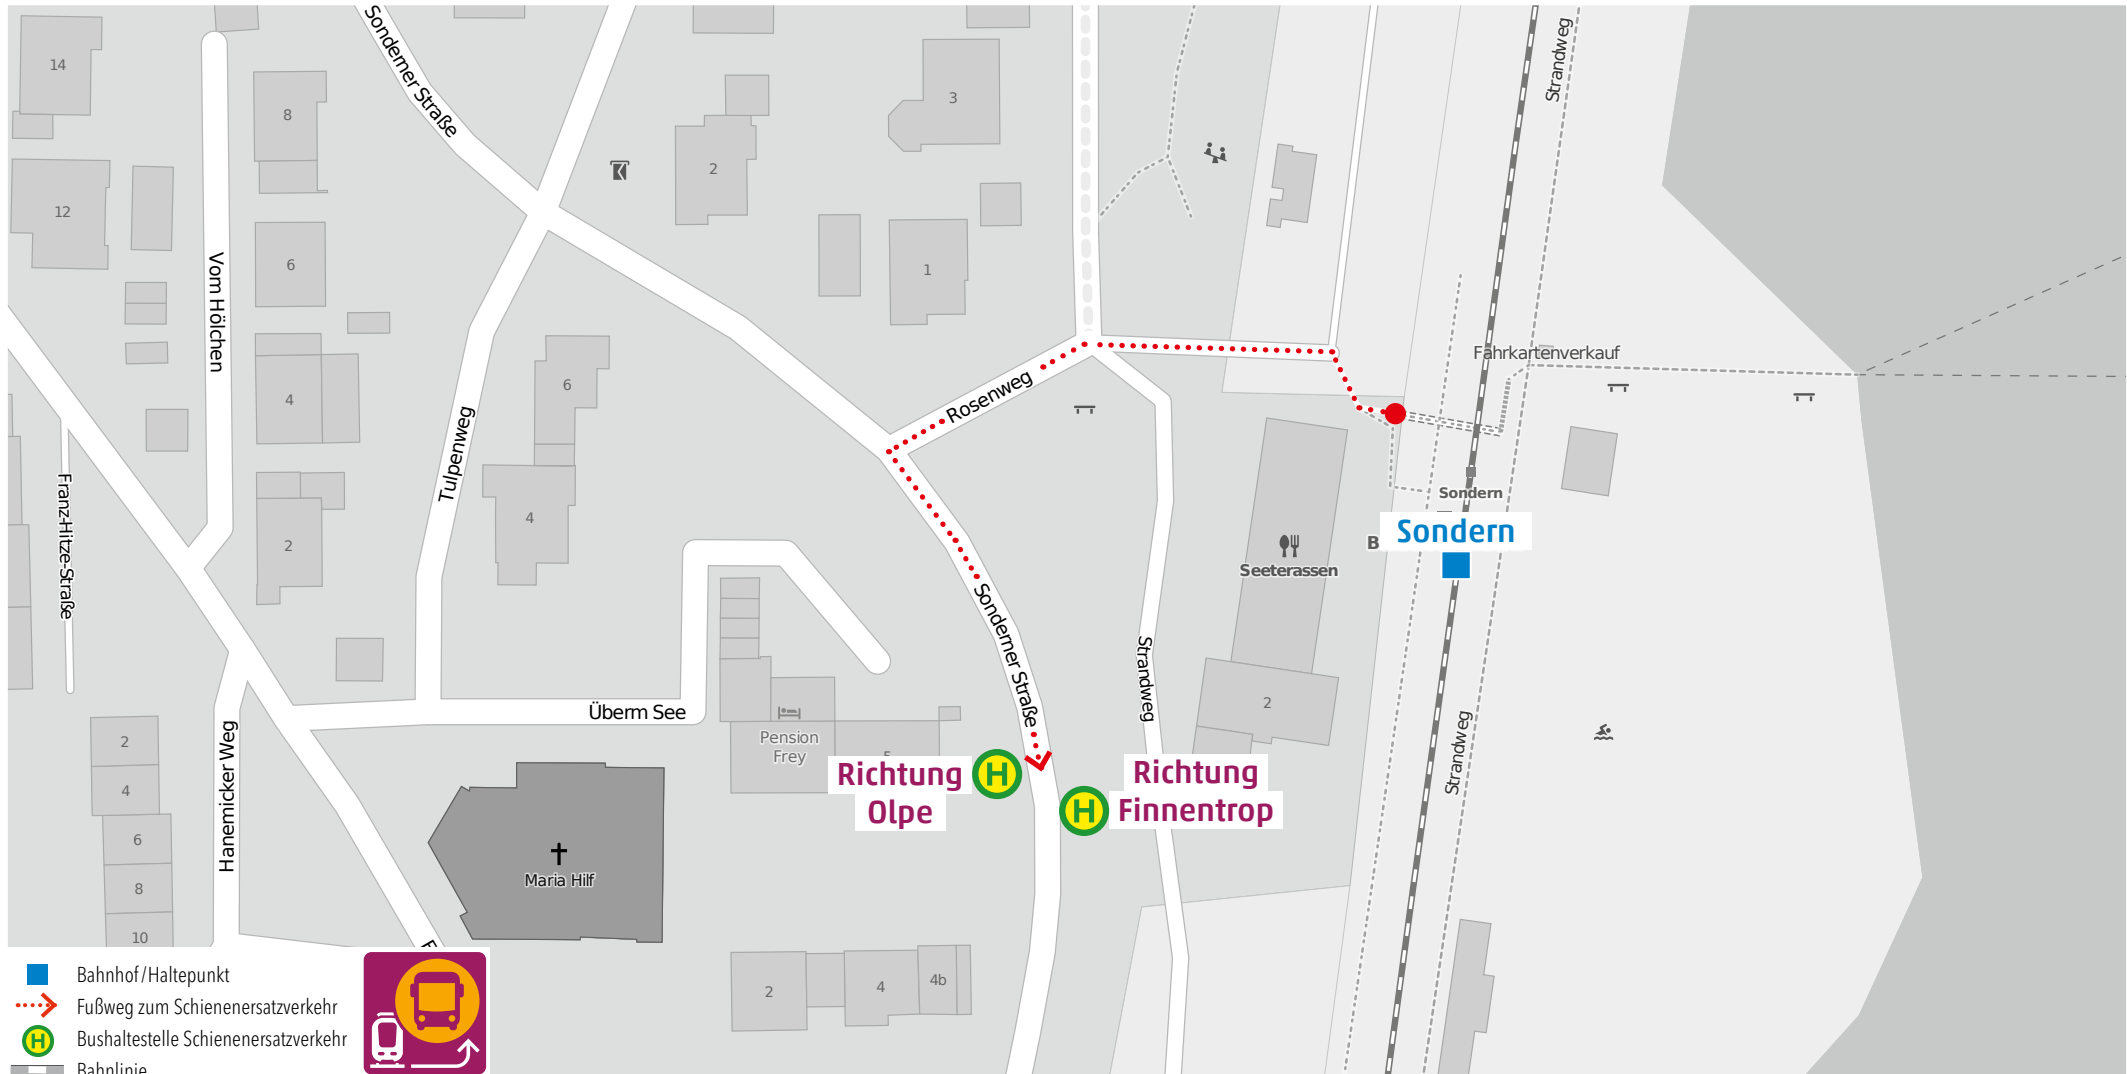 Sonderner Straße
Strandweg
14
8
3
2
12
Vom Hölchen
6
1
Fahrkartenverkauf
4
6
Rosenweg
Tulpenweg
Franz-Hitze-Straße
4
2
Sondern
Sondern
B
Seeterassen
Sonderner Straße
Strandweg
2
Überm See
Hanemicker Weg
Pension
Frey
Strandweg
2
4
6
8
10
Richtung
Olpe
H
H
Richtung
Finnentrop
Maria Hilf
2
4
4b
Bahnhof/Haltepunkt
Fußweg zum Schienenersatzverkehr
H
Bushaltestelle Schienenersatzverkehr
Bahnlinie